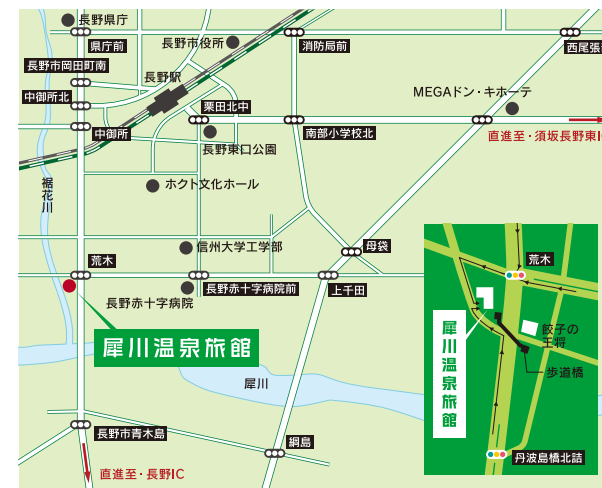 長野県庁
県庁前
長野市役所
消防局前
西尾張
長野市岡田町南
長野駅
中御所北
MEGAドン・キホーテ
栗田北中
中御所
南部小学校北
直進至・須坂長野東I
長野東口公園
裾花川
ホクト文化ホール
信州大学工学部
母袋
荒木
長野赤十字病院前
上千田
長野赤十字病院
犀川温泉旅館
犀川
長野市青木島
綱島
直進至・長野IC
荒木
餃子の
王将
犀川温泉旅館
歩道橋
丹波島橋北詰